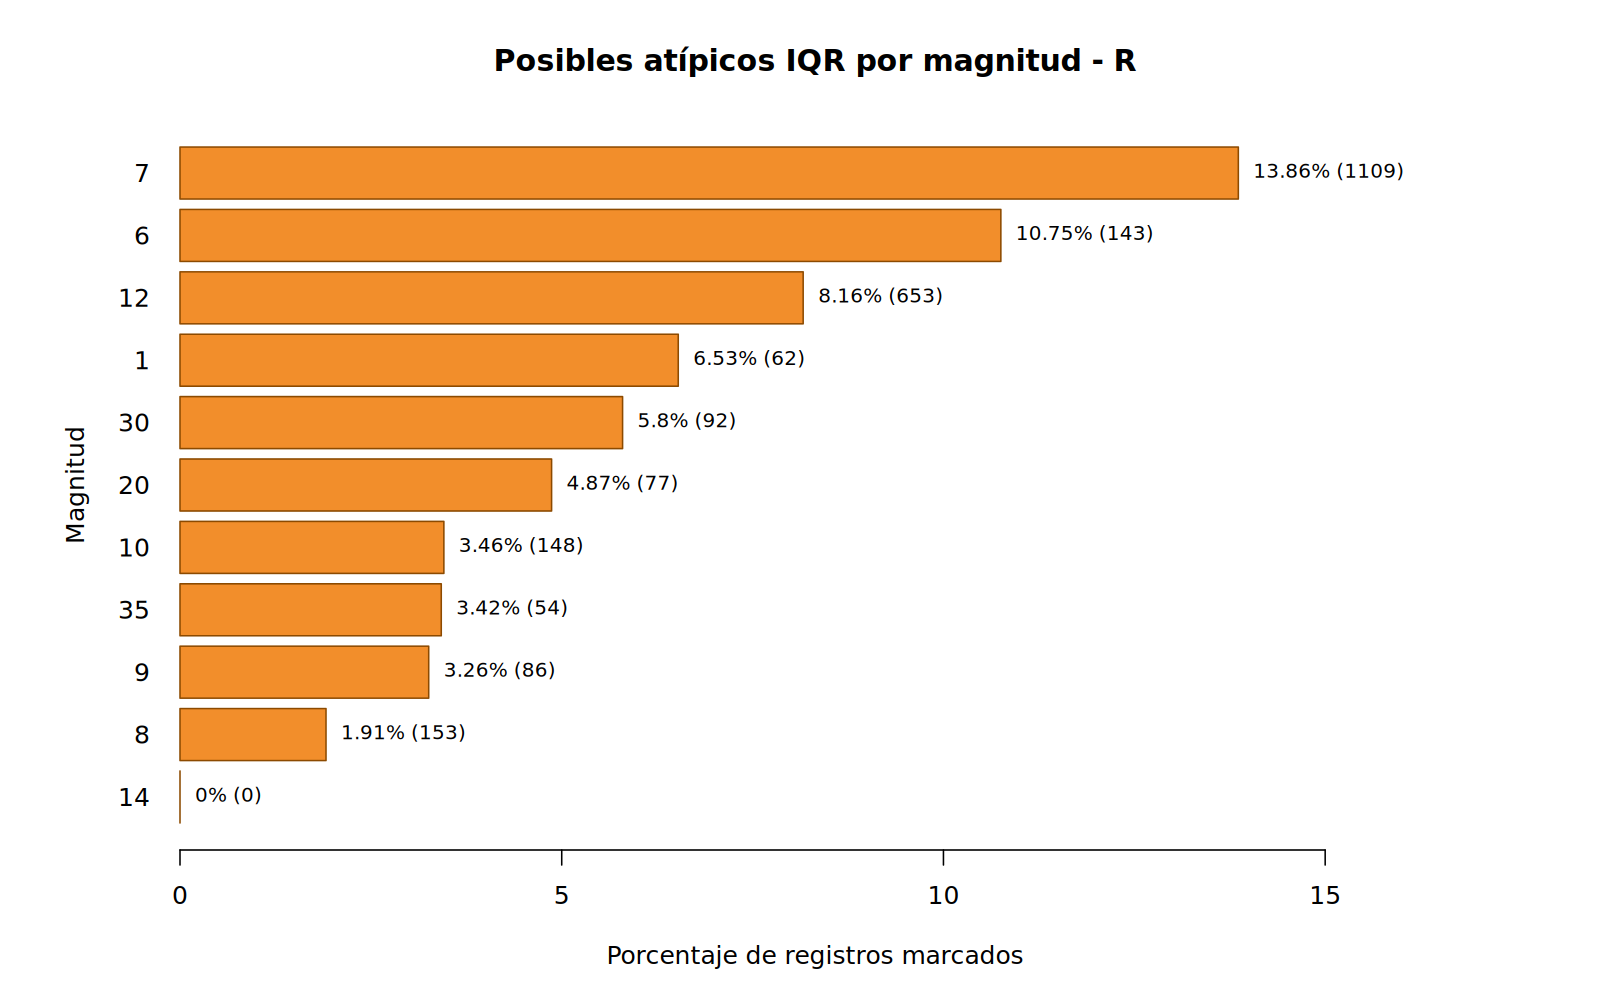 Posibles atípicos IQR por magnitud - R
7 13.86% (1109)
6 10.75% (143)
12 8.16% (653)
1 6.53% (62)
30 5.8% (92)
20 4.87% (77)
10 3.46% (148)
35 3.42% (54)
9 3.26% (86)
8 1.91% (153)
14 0% (0)
Magnitud
0 5 10 15
Porcentaje de registros marcados